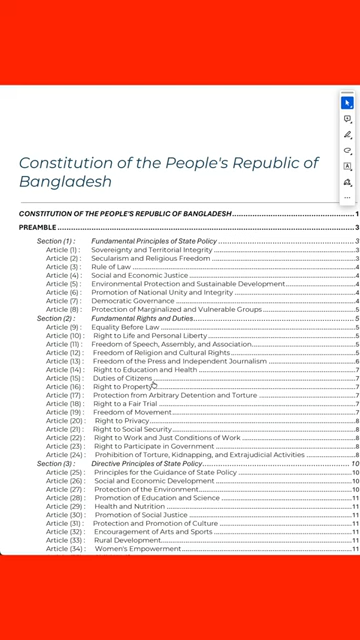 Constitution of the People's Republic of
Bangladesh
CONSTITUTION OF THE PEOPLE'S REPUBLIC OF BANGLADESH 1
PREAMBLE 3
Section (1) : Fundamental Principles of State Policy 3
Article (1) : Sovereignty and Territorial Integrity 3
Article (2) : Secularism and Religious Freedom 3
Article (3) : Rule of Law 4
Article (4) : Social and Economic Justice 4
Article (5) : Environmental Protection and Sustainable Development 4
Article (6) : Promotion of National Unity and Integrity 4
Article (7) : Democratic Governance 4
Article (8) : Protection of Marginalized and Vulnerable Groups 5
Section (2) : Fundamental Rights and Duties 5
Article (9) : Equality Before Law 5
Article (10) : Right to Life and Personal Liberty 5
Article (11) : Freedom of Speech, Assembly, and Association 5
Article (12) : Freedom of Religion and Cultural Rights 5
Article (13) : Freedom of the Press and Independent Journalism 6
Article (14) : Right to Education and Health 7
Article (15) : Duties of Citizens 7
Article (16) : Right to Property 7
Article (17) : Protection from Arbitrary Detention and Torture 7
Article (18) : Right to a Fair Trial 7
Article (19) : Freedom of Movement 7
Article (20) : Right to Privacy 8
Article (21) : Right to Social Security 8
Article (22) : Right to Work and Just Conditions of Work 8
Article (23) : Right to Participate in Government 8
Article (24) : Prohibition of Torture, Kidnapping, and Extrajudicial Activities 8
Section (3) : Directive Principles of State Policy 10
Article (25) : Principles for the Guidance of State Policy 10
Article (26) : Social and Economic Development 10
Article (27) : Protection of the Environment 10
Article (28) : Promotion of Education and Science 11
Article (29) : Health and Nutrition 11
Article (30) : Promotion of Social Justice 11
Article (31) : Protection and Promotion of Culture 11
Article (32) : Encouragement of Arts and Sports 11
Article (33) : Rural Development 11
Article (34) : Women's Empowerment 11